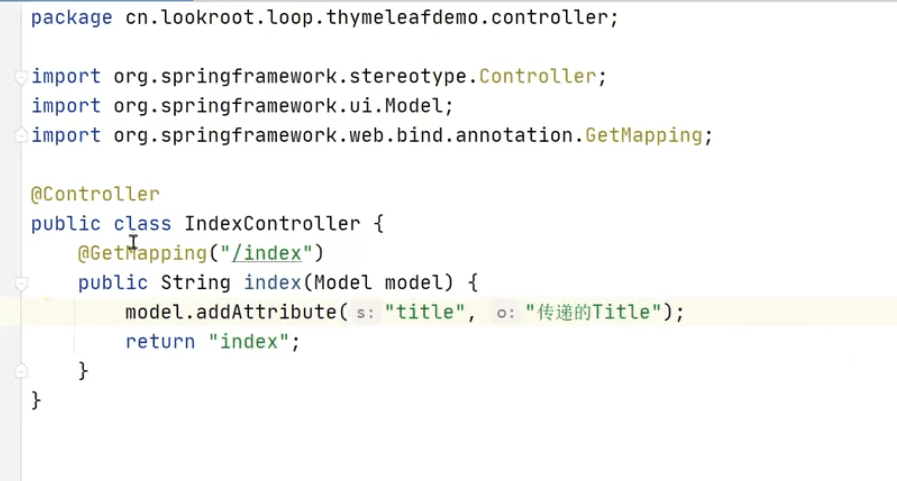 package cn.lookroot.loop.thymeleafdemo.controller;
import org.springframework.stereotype.Controller;
import org.springframework.ui.Model;
import org.springframework.web.bind.annotation.GetMapping;
@Controller
public class IndexController {
@GetMapping("/index")
public String index(Model model) {
model.addAttribute( s: "title", o: "传递的Title");
return "index";
}
}